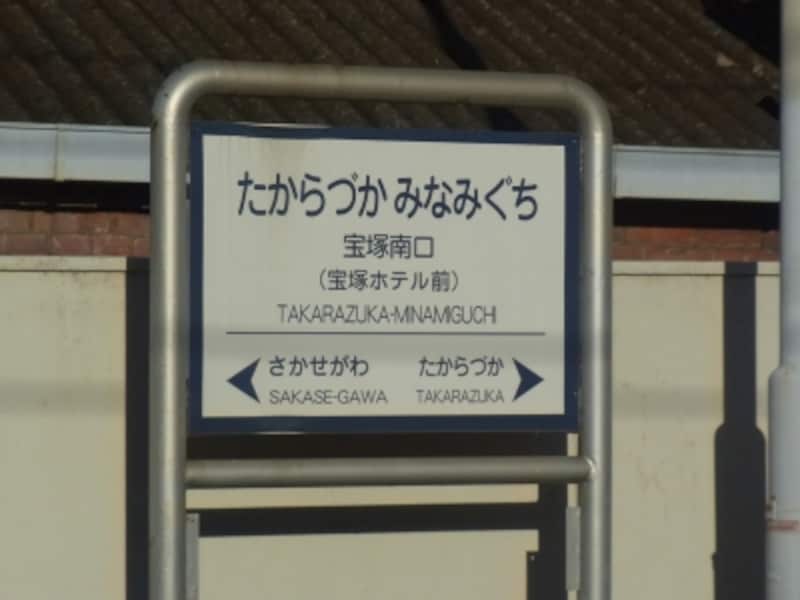 たからづか みなみぐち
宝塚南口
（宝塚ホテル前）
TAKARAZUKA-MINAMIGUCHI
さかせがわ たからづか
SAKASE-GAWA TAKARAZUKA